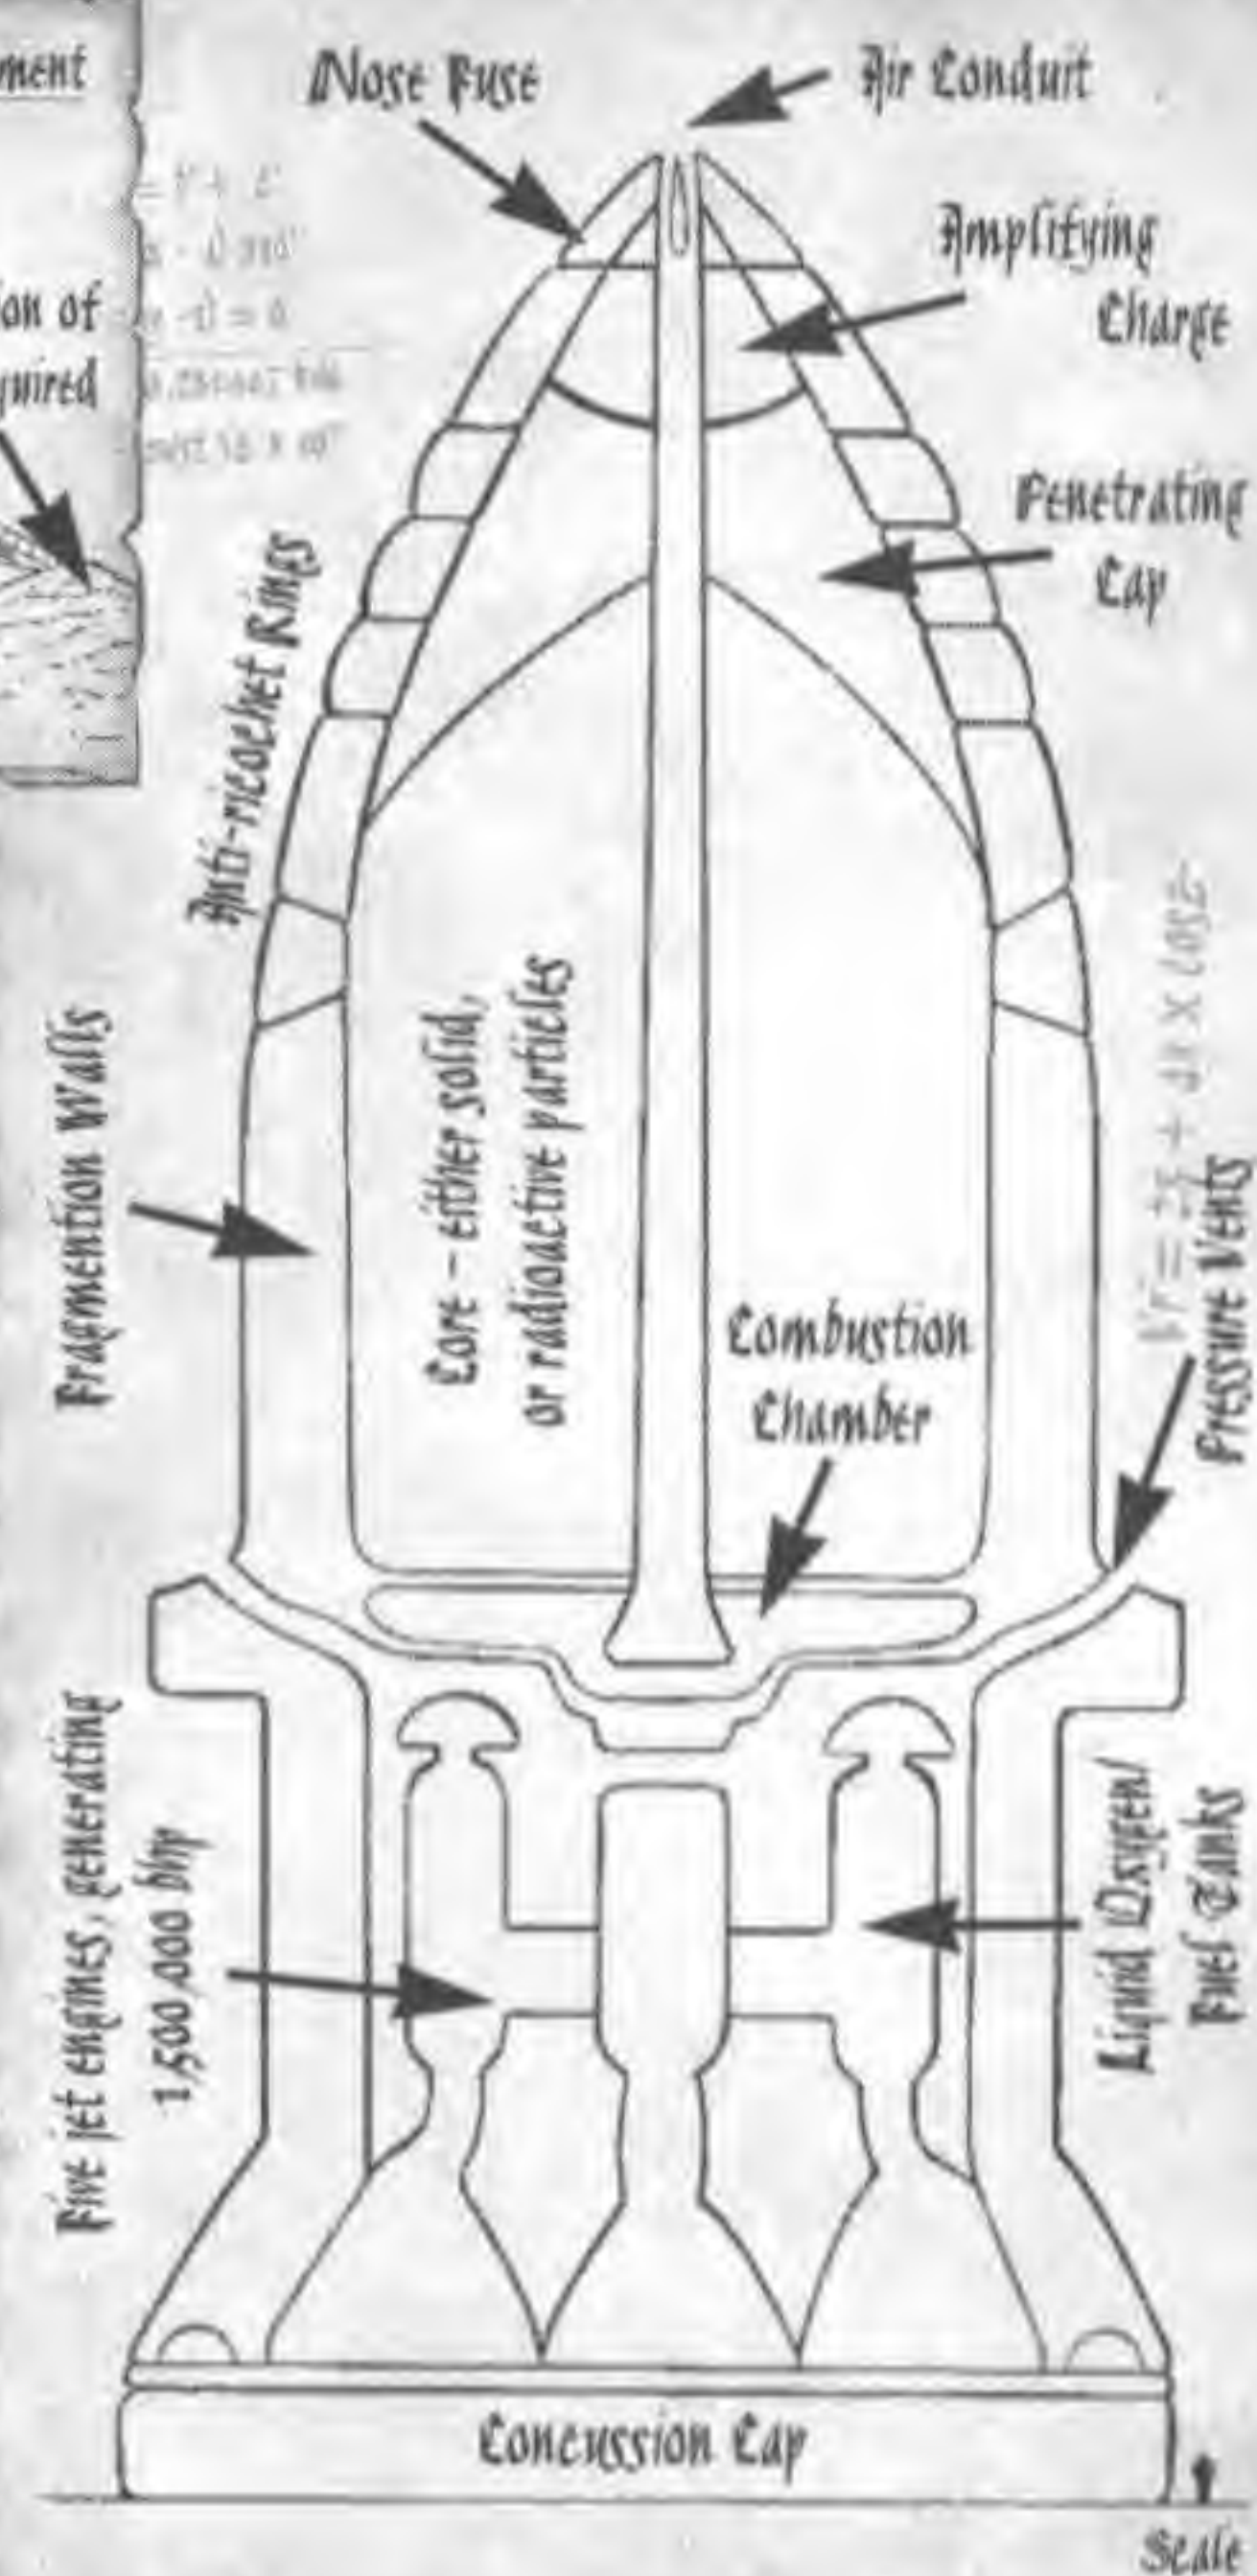 ment
Nose Fuse
Air Conduit
Amplifying
Charge
on of
quired
Penetrating
Cap
Anti-ricochet Rings
Fragmention Walls
Core - either solid,
or radioactive particles
Combustion
Chamber
Pressure Vents
Five jet engines, generating
1,500,000 bhp
Liquid Oxygen/
Fuel Tanks
Concussion Cap
Scale